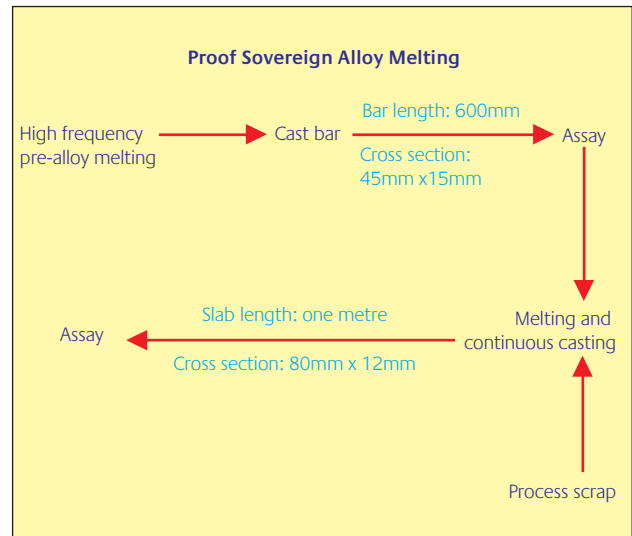 Proof Sovereign Alloy Melting
High frequency
pre-alloy melting
Cast bar
Bar length: 600mm
Cross section:
45mm x15mm
Assay
Assay
Slab length: one metre
Cross section: 80mm x 12mm
Melting and
continuous casting
Process scrap